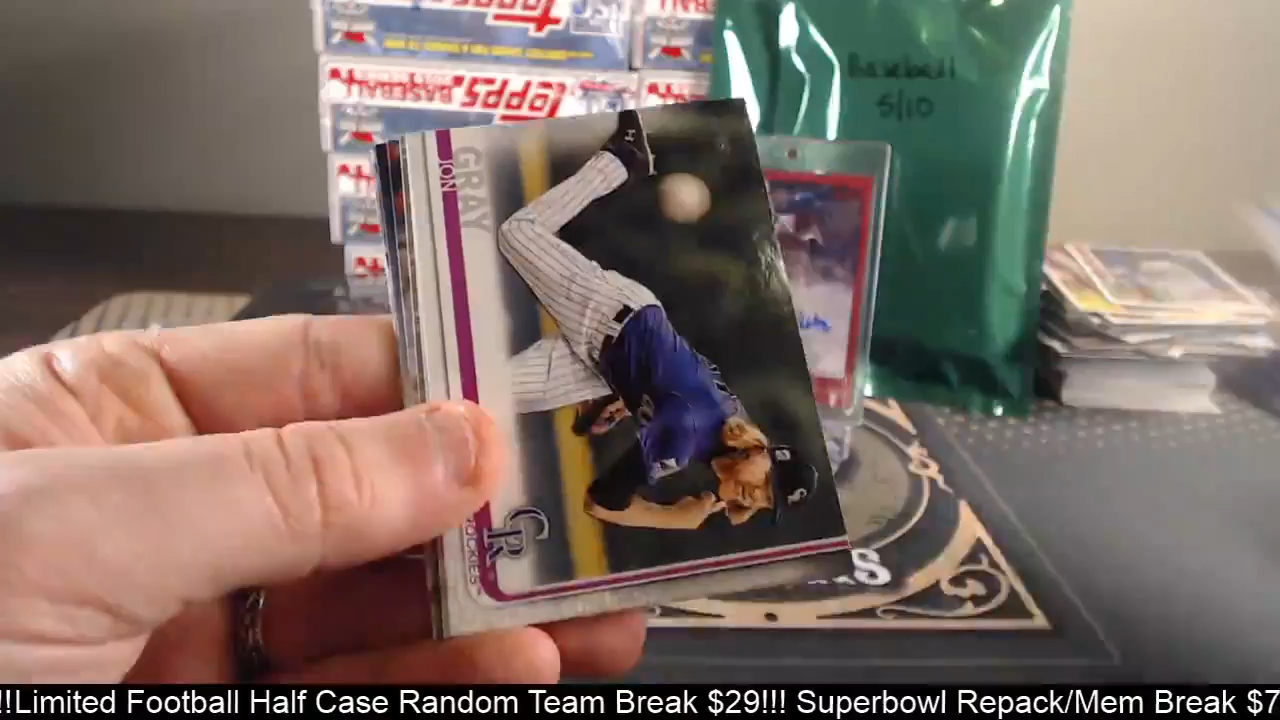 Topps
Topps BASEBALL
Baseball
5/10
JON
GRAY
CR
ROCKIES
!!Limited Football Half Case Random Team Break $29!!! Superbowl Repack/Mem Break $7